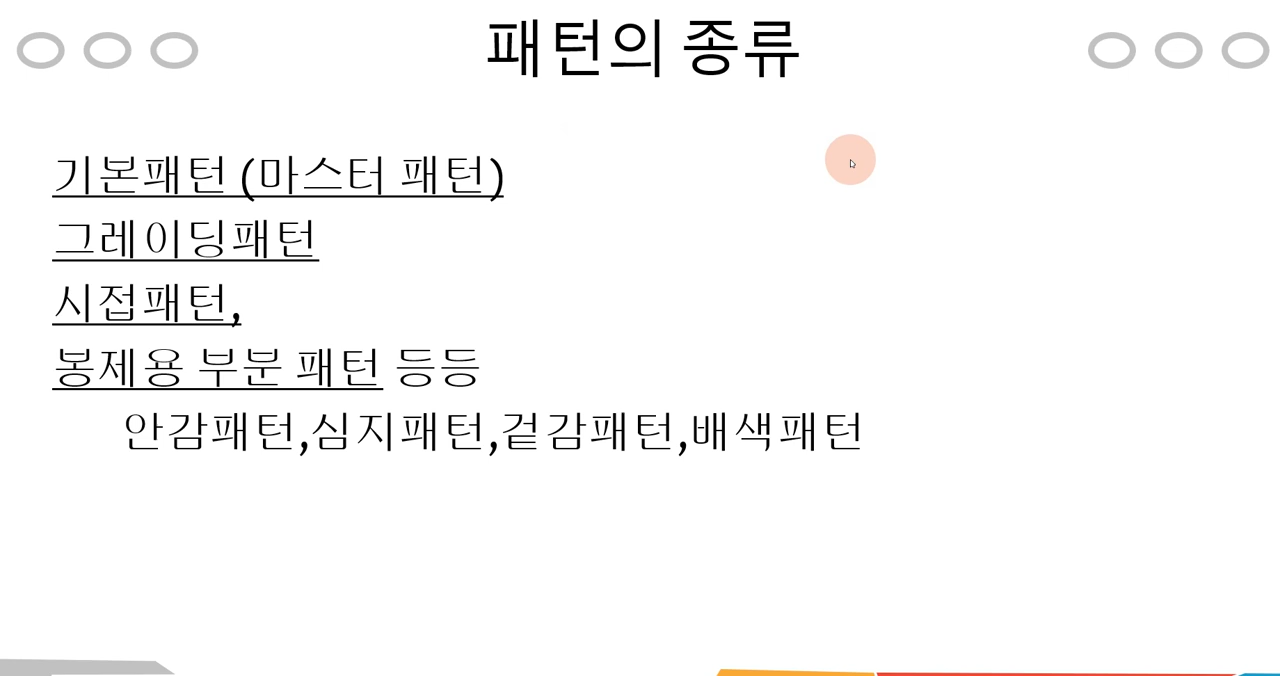 패턴의 종류
기본패턴 (마스터 패턴)
그레이딩패턴
시접패턴,
봉제용 부분 패턴 등등
안감패턴,심지패턴,겉감패턴,배색패턴